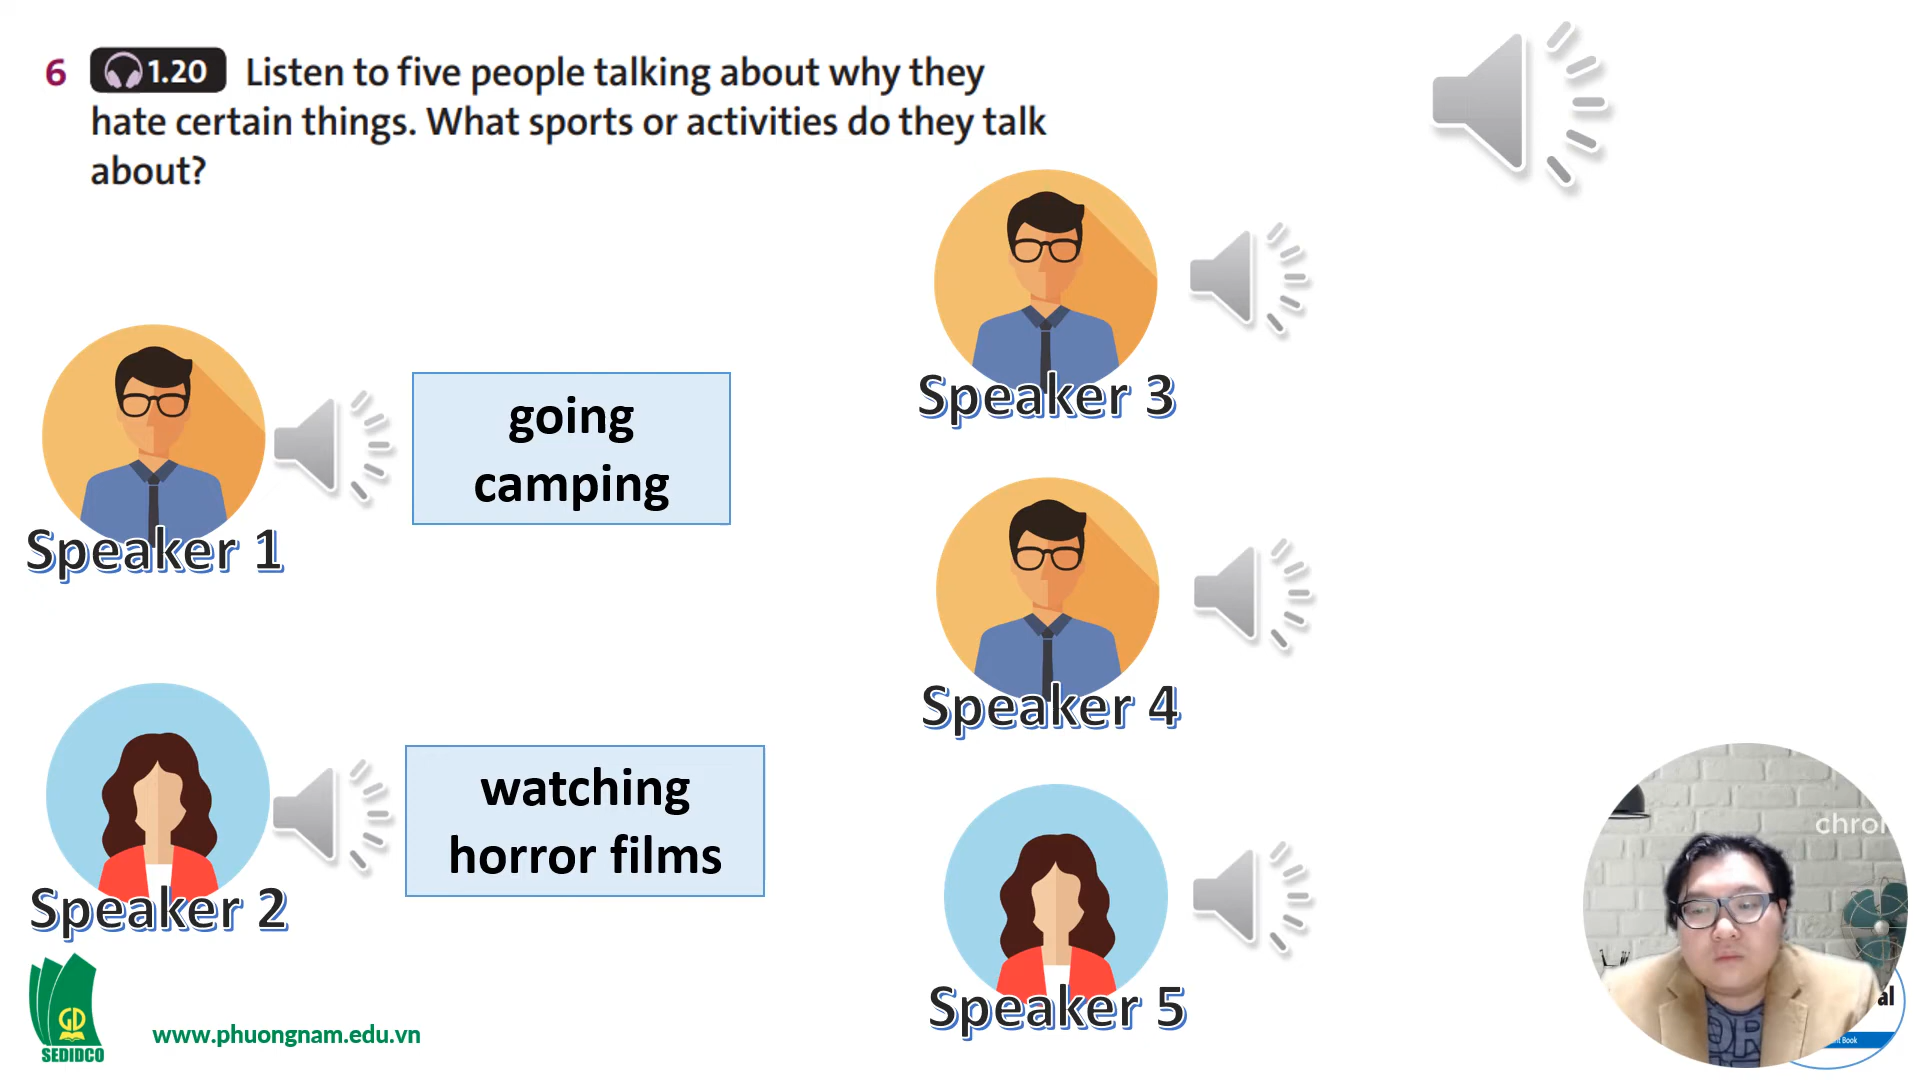 6 1.20 Listen to five people talking about why they
hate certain things. What sports or activities do they talk
about?
Speaker 3
going
camping
Speaker 1
Speaker 4
watching
horror films
Speaker 2
Speaker 5
GD
SEDIDCO
www.phuongnam.edu.vn